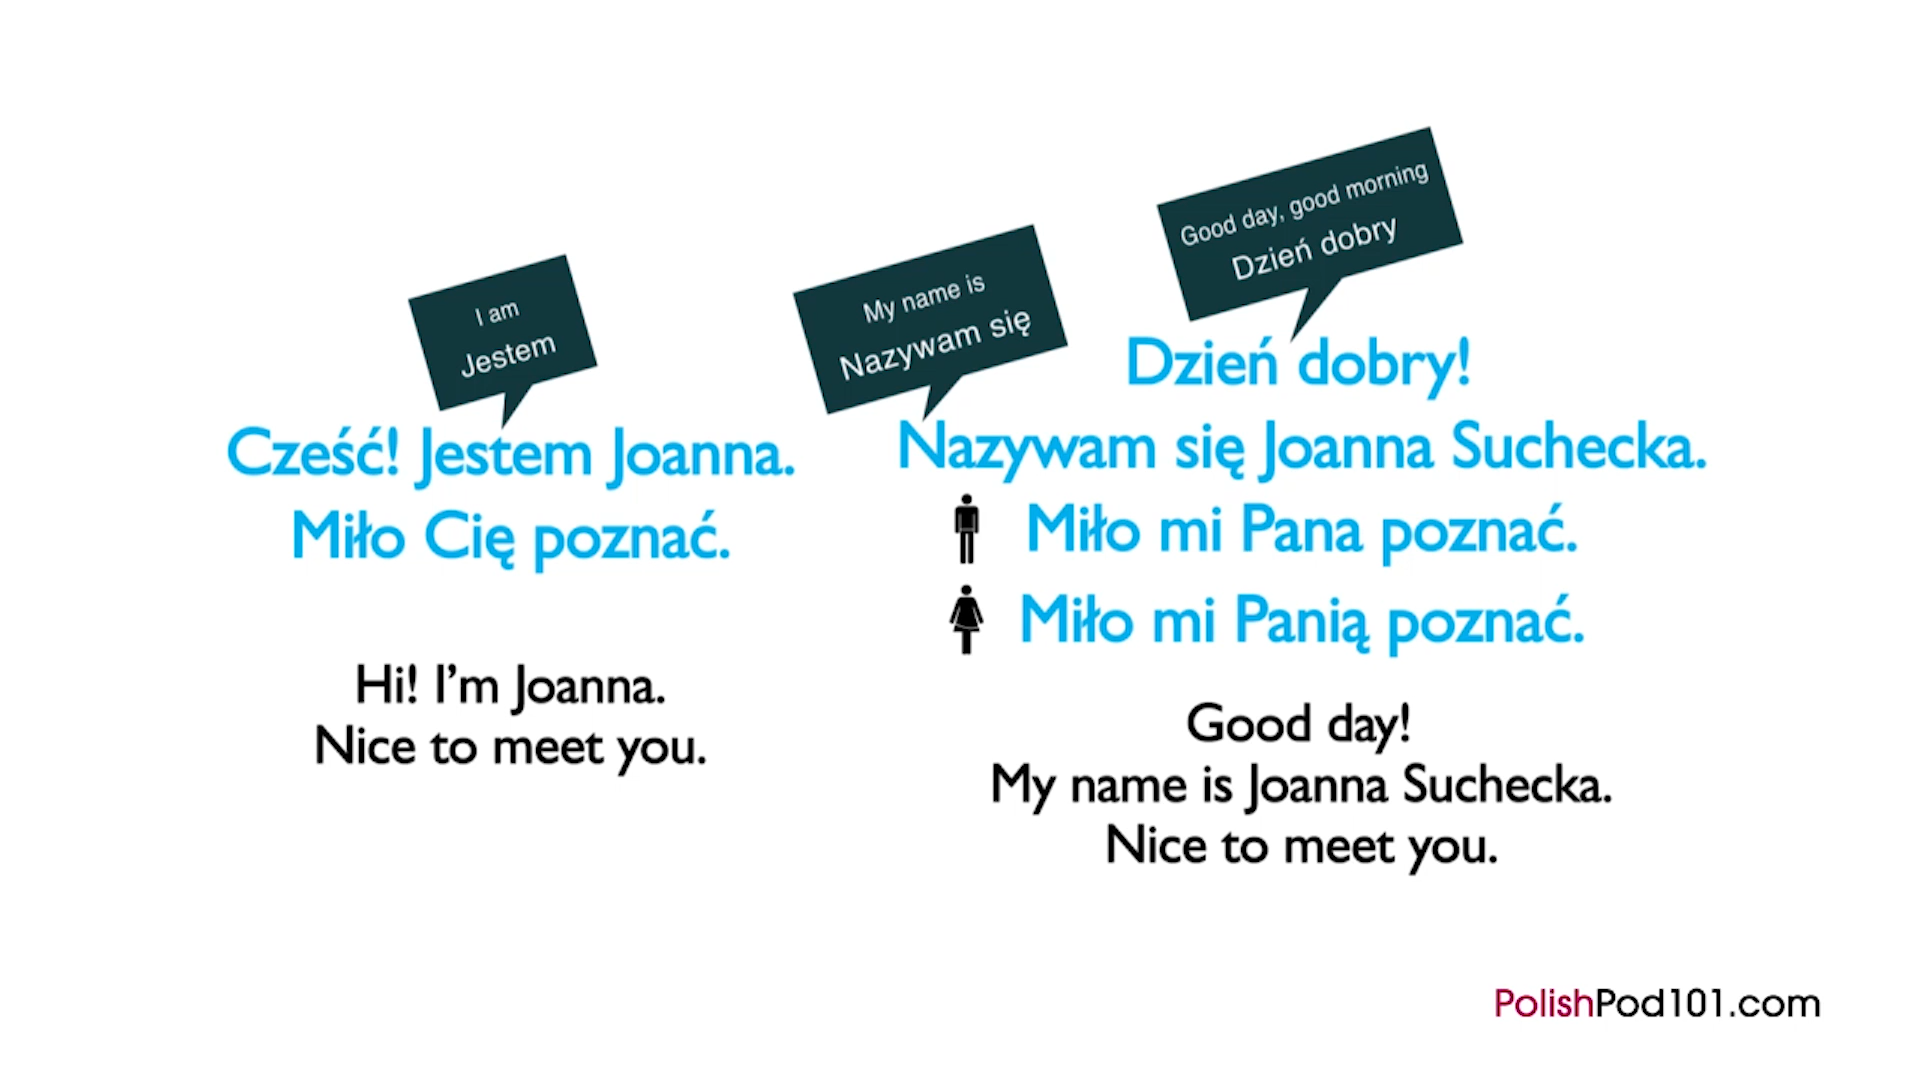 I am
Jestem
Cześć! Jestem Joanna.
Miło Cię poznać.
Hi! I'm Joanna.
Nice to meet you.
My name is
Nazywam się
Good day, good morning
Dzień dobry
Dzień dobry!
Nazywam się Joanna Suchecka.
Miło mi Pana poznać.
Miło mi Panią poznać.
Good day!
My name is Joanna Suchecka.
Nice to meet you.
PolishPod101.com